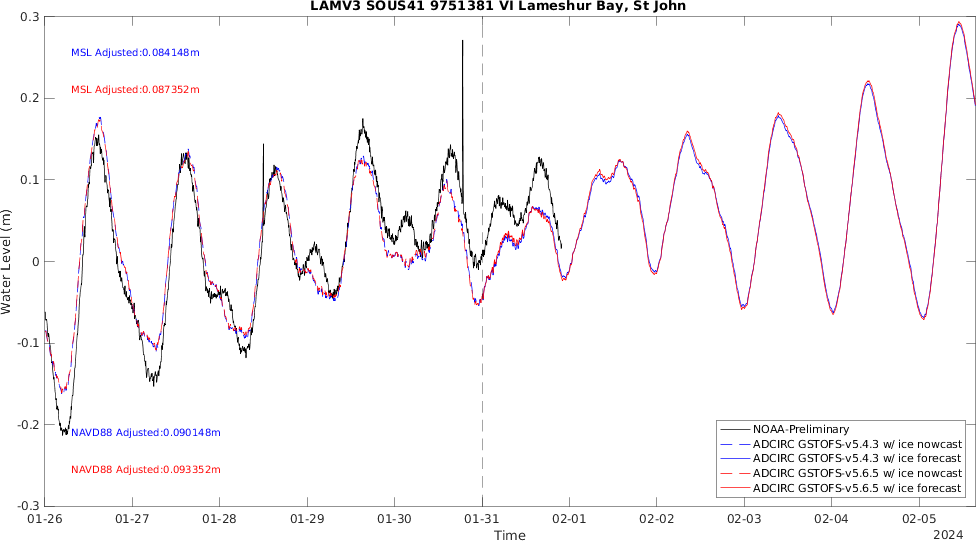 LAMV3 SOUS41 9751381 VI Lameshur Bay, St John
0.3
0.2
0.1
0
-0.1
-0.2
-0.3
Water Level (m)
MSL Adjusted:0.084148m
MSL Adjusted:0.087352m
NAVD88 Adjusted:0.090148m
NAVD88 Adjusted:0.093352m
NOAA-Preliminary
ADCIRC GSTOFS-v5.4.3 w/ ice nowcast
ADCIRC GSTOFS-v5.4.3 w/ ice forecast
ADCIRC GSTOFS-v5.6.5 w/ ice nowcast
ADCIRC GSTOFS-v5.6.5 w/ ice forecast
01-26 01-27 01-28 01-29 01-30 01-31 02-01 02-02 02-03 02-04 02-05
Time
2024